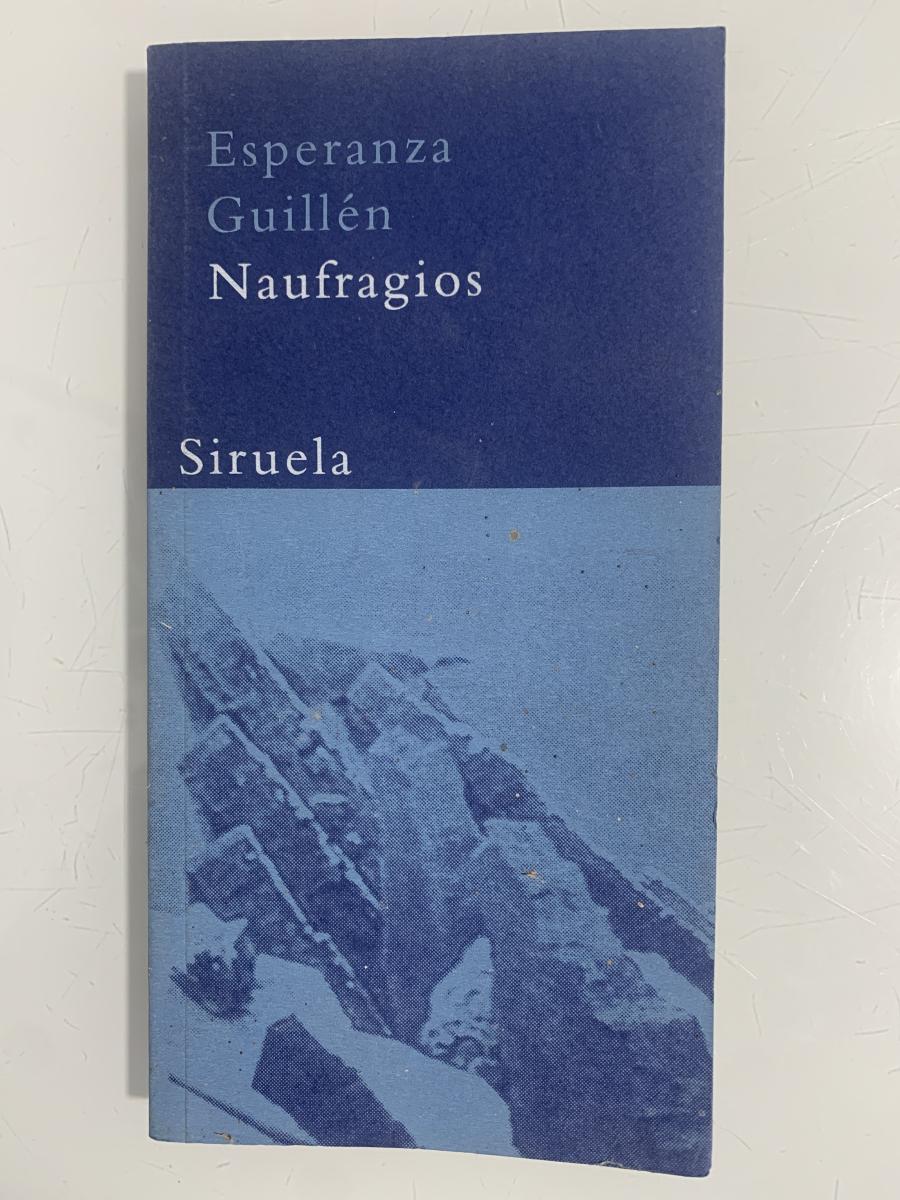 Esperanza
Guillén
Naufragios
Siruela